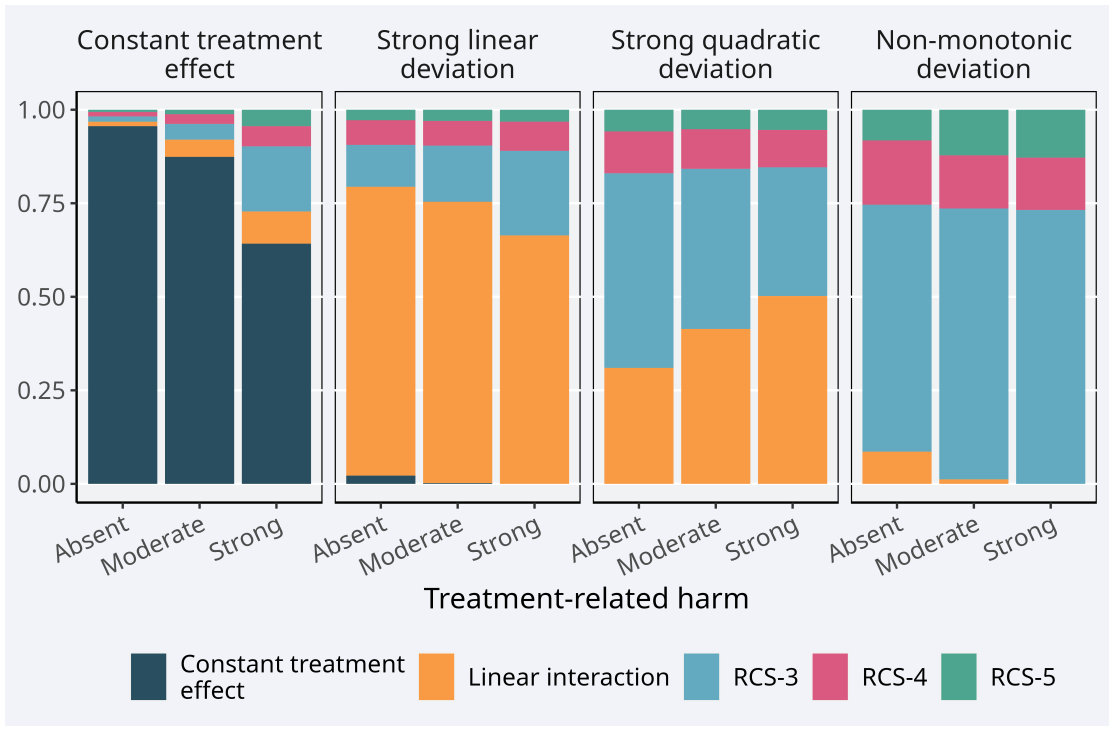 Constant treatment
effect
Strong linear
deviation
Strong quadratic
deviation
Non-monotonic
deviation
1.00
0.75
0.50
0.25
0.00
Absent
Moderate
Strong
Absent
Moderate
Strong
Absent
Moderate
Strong
Absent
Moderate
Strong
Treatment-related harm
Constant treatment
effect
Linear interaction
RCS-3
RCS-4
RCS-5